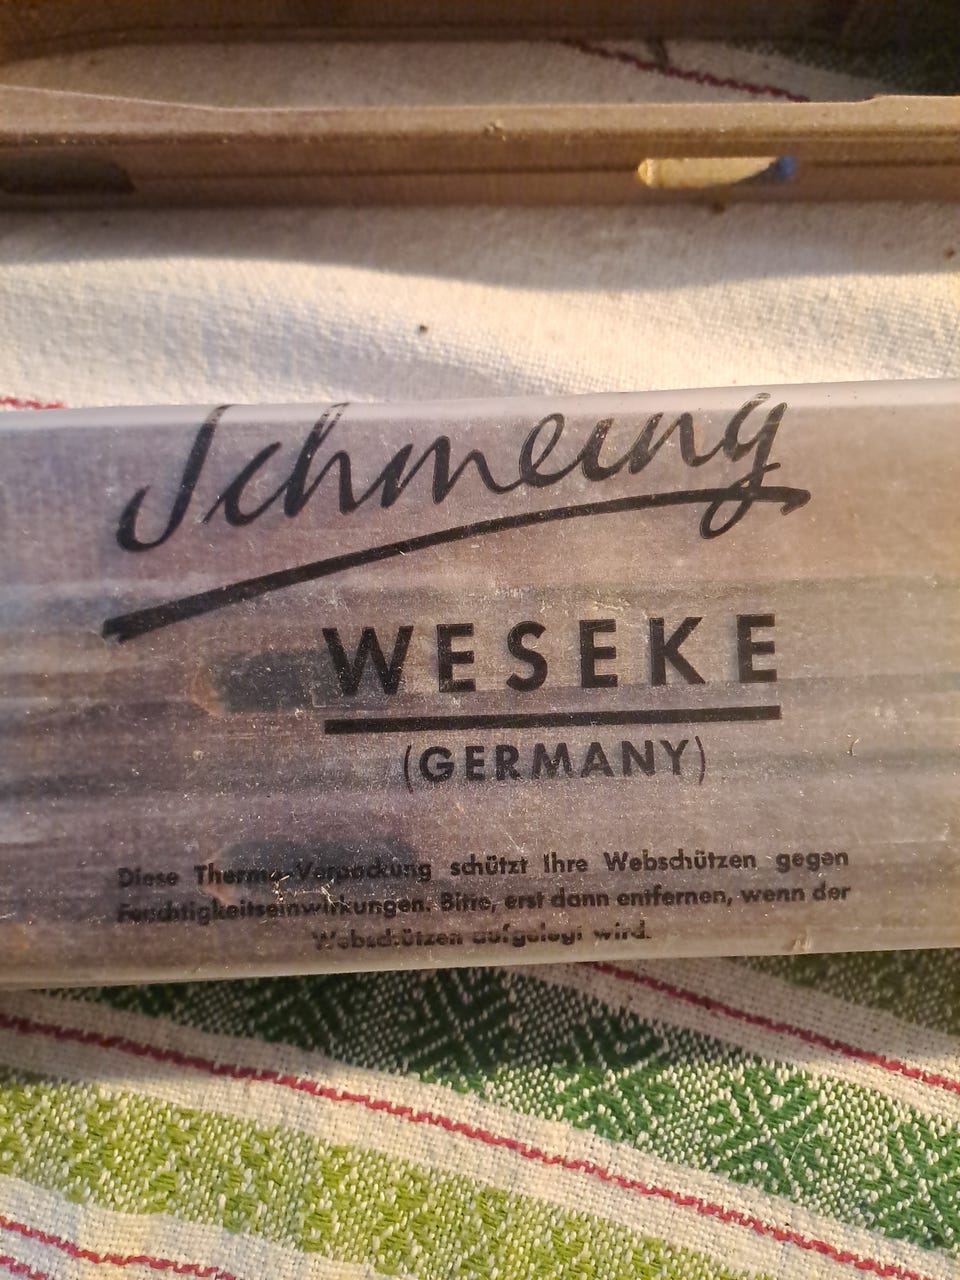 Schmeing
WESEKE
(GERMANY)
Diese Thermo-Verpackung schützt Ihre Webschützen gegen
Feuchtigkeitseinwirkungen. Bitte, erst dann entfernen, wenn der
Webschützen aufgelegt wird.